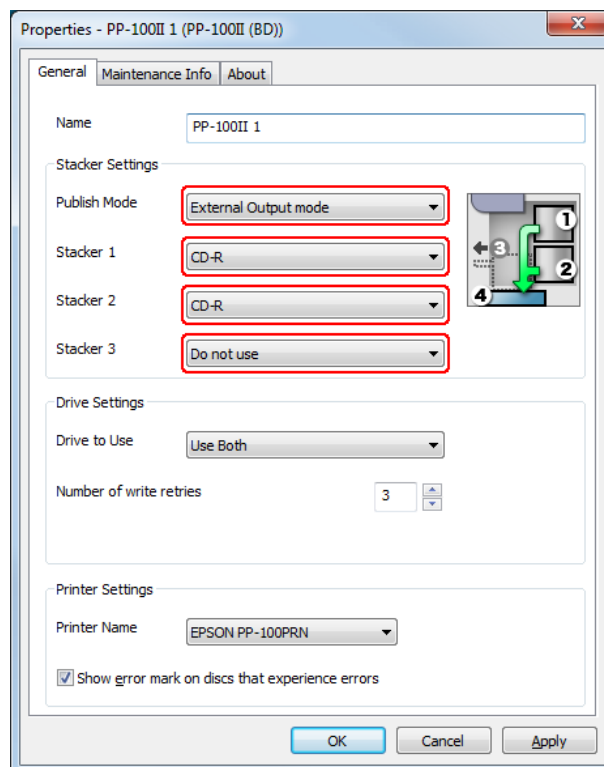 Properties - PP-100II 1 (PP-100II (BD))
General Maintenance Info About
Name PP-100II 1
Stacker Settings
Publish Mode External Output mode
Stacker 1 CD-R
Stacker 2 CD-R
Stacker 3 Do not use
1
3
2
4
Drive Settings
Drive to Use Use Both
Number of write retries 3
Printer Settings
Printer Name EPSON PP-100PRN
Show error mark on discs that experience errors
OK Cancel Apply